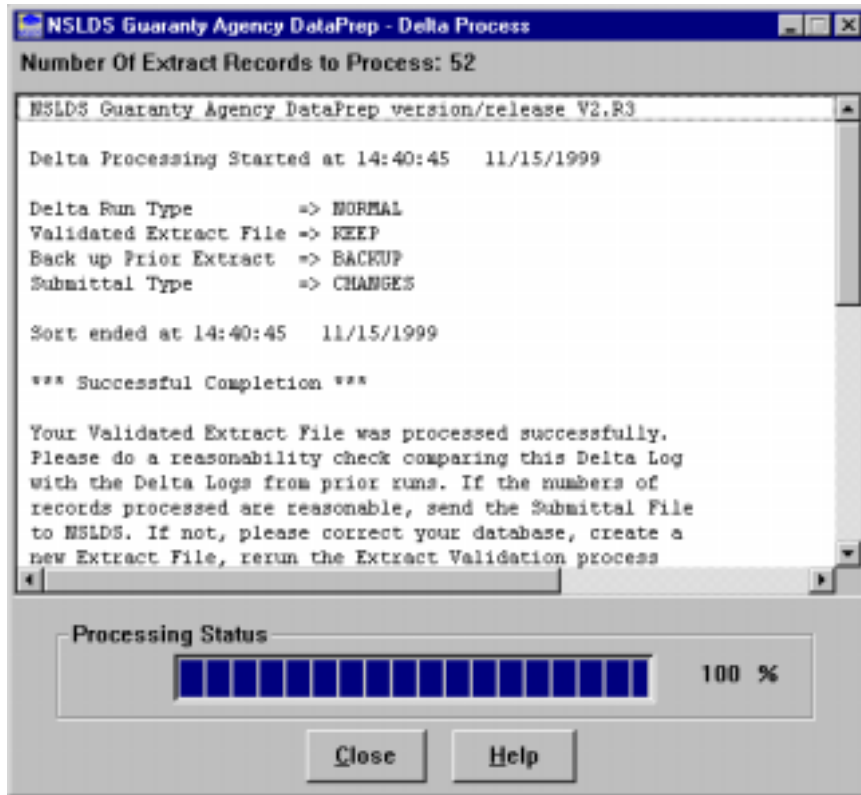 NSLDS Guaranty Agency DataPrep - Delta Process
Number Of Extract Records to Process: 52
NSLDS Guaranty Agency DataPrep version/release V2.R3
Delta Processing Started at 14:40:45 11/15/1999
Delta Run Type => NORMAL
Validated Extract File => KEEP
Back up Prior Extract => BACKUP
Submittal Type => CHANGES
Sort ended at 14:40:45 11/15/1999
*** Successful Completion ***
Your Validated Extract File was processed successfully.
Please do a reasonability check comparing this Delta Log
with the Delta Logs from prior runs. If the numbers of
records processed are reasonable, send the Submittal File
to NSLDS. If not, please correct your database, create a
new Extract File, rerun the Extract Validation process
Processing Status
100 %
Close Help